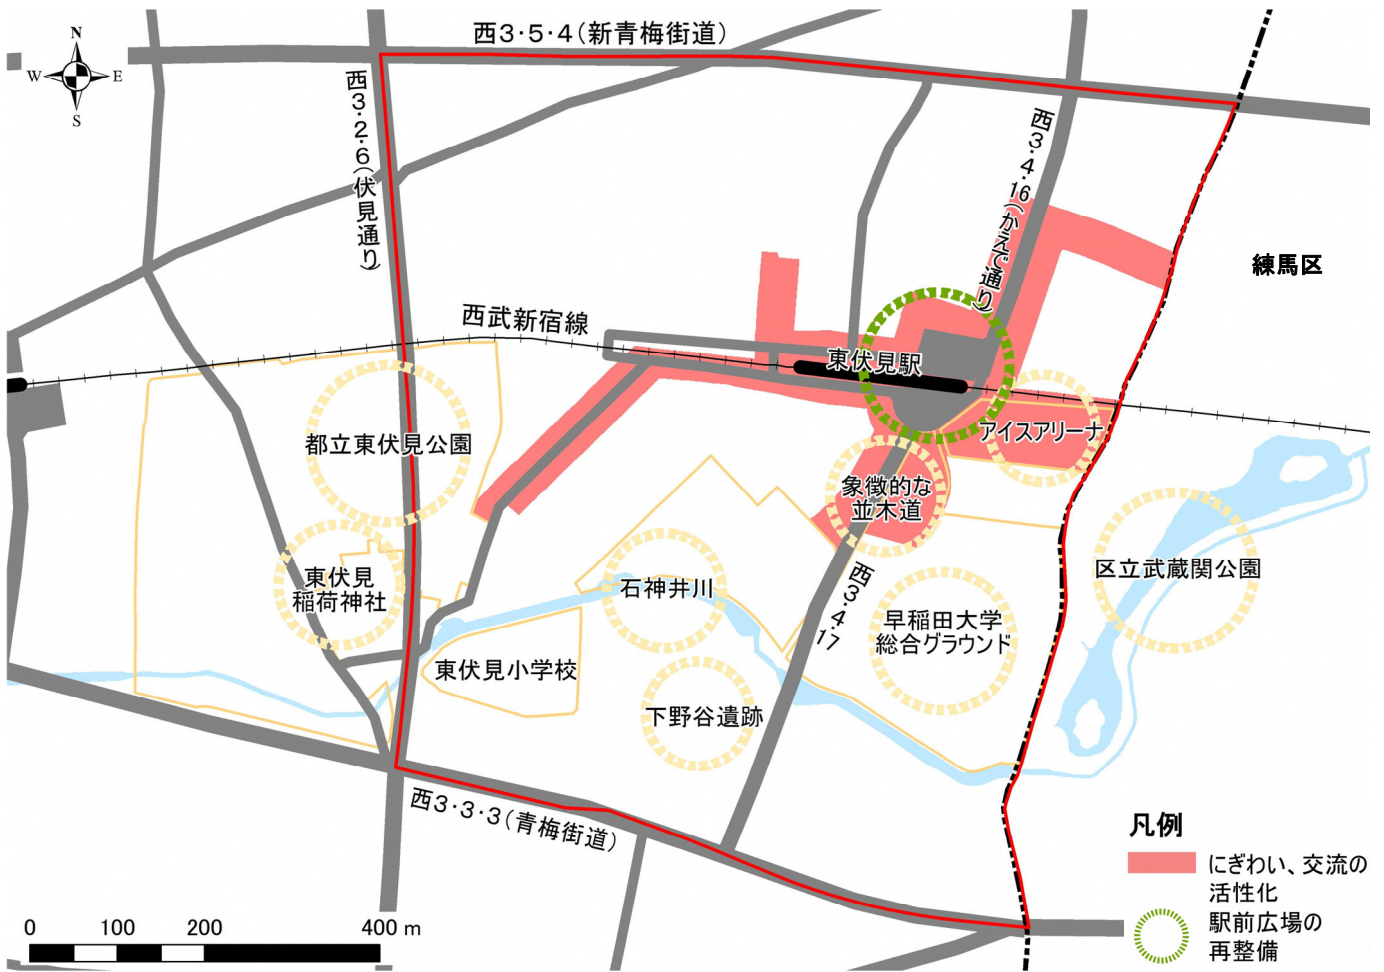 西3・5・4(新青梅街道)
N
W
E
S
西3・2・6(伏見通り)
西3・4・16(かえで通り)
練馬区
西武新宿線
東伏見駅
アイスアリーナ
都立東伏見公園
象徴的な
並木道
東伏見
稲荷神社
石神井川
区立武蔵関公園
西3・4・17
早稲田大学
総合グラウンド
東伏見小学校
下野谷遺跡
西3・3・3(青梅街道)
凡例
にぎわい、交流の
活性化
駅前広場の
再整備
0 100 200 400 m